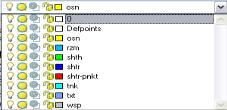 osn
0
Defpoints
osn
rzm
shth
shtr
shtr-pnkt
tnk
txt
wsp